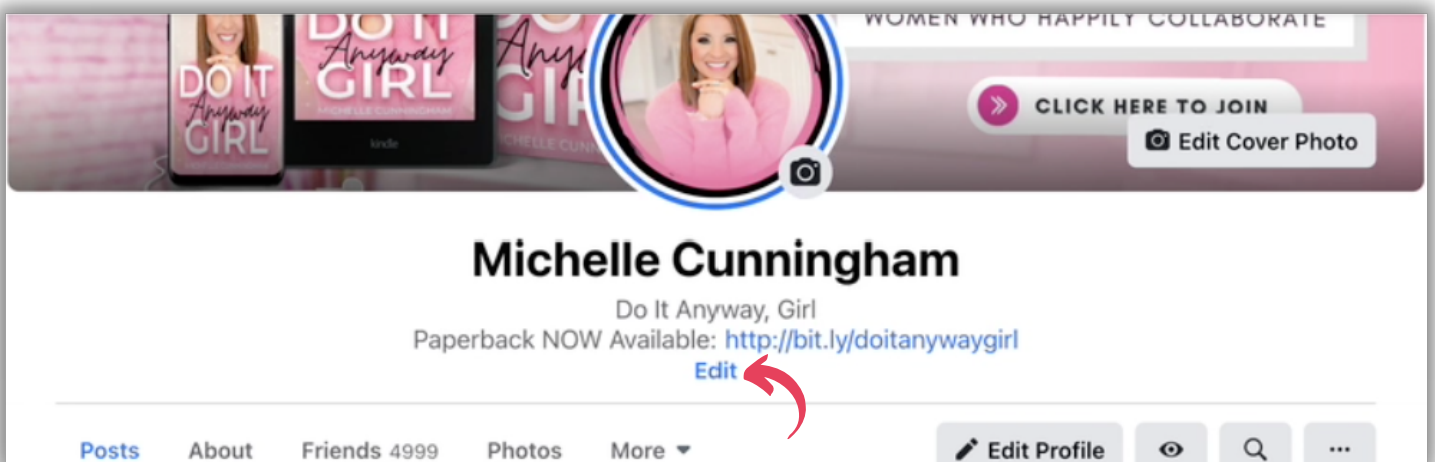 WOMEN WHO HAPPILY COLLABORATE
DO IT
Anyway
GIRL
DO IT
Anyway
GIRL
MICHELLE CUNNINGHAM
kindle
CLICK HERE TO JOIN
Edit Cover Photo
Michelle Cunningham
Do It Anyway, Girl
Paperback NOW Available: http://bit.ly/doitanywaygirl
Edit
Posts About Friends 4999 Photos More
Edit Profile